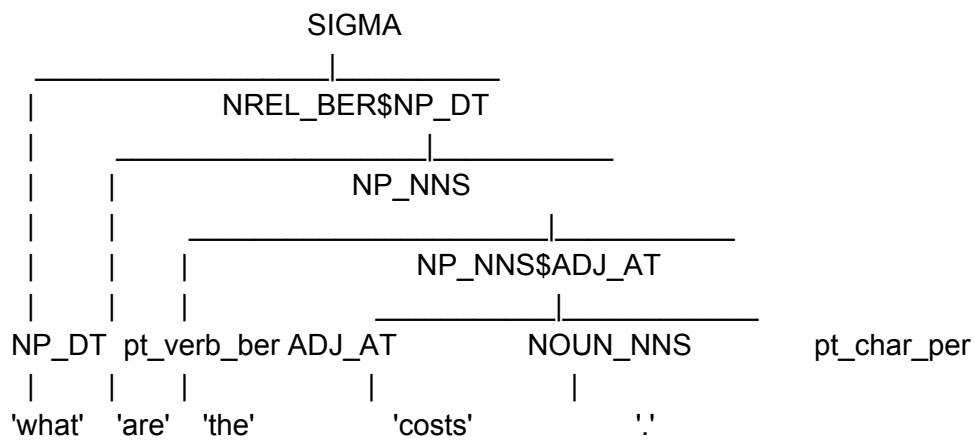 SIGMA
NREL_BER$NP_DT
NP_NNS
NP_NNS$ADJ_AT
NP_DT pt_verb_ber ADJ_AT NOUN_NNS pt_char_per
'what' 'are' 'the' 'costs' '.'